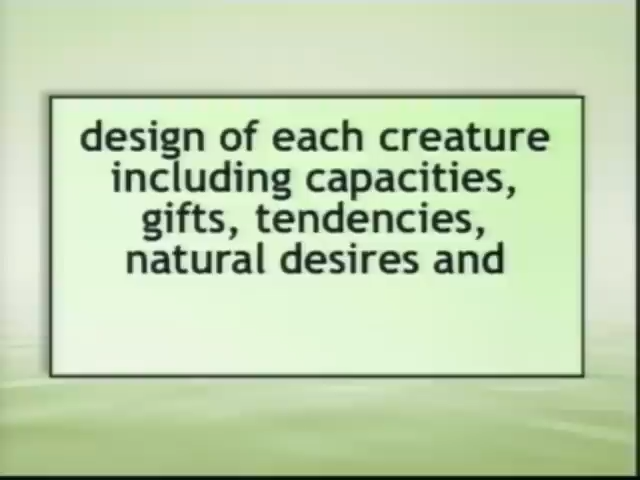 design of each creature
including capacities,
gifts, tendencies,
natural desires and